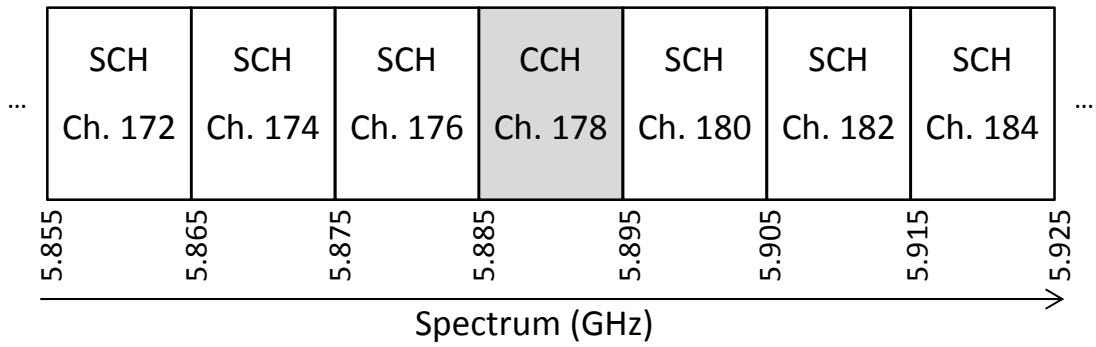 SCH SCH SCH CCH SCH SCH SCH
... Ch. 172 Ch. 174 Ch. 176 Ch. 178 Ch. 180 Ch. 182 Ch. 184 ...
5.855 5.865 5.875 5.885 5.895 5.905 5.915 5.925
Spectrum (GHz)